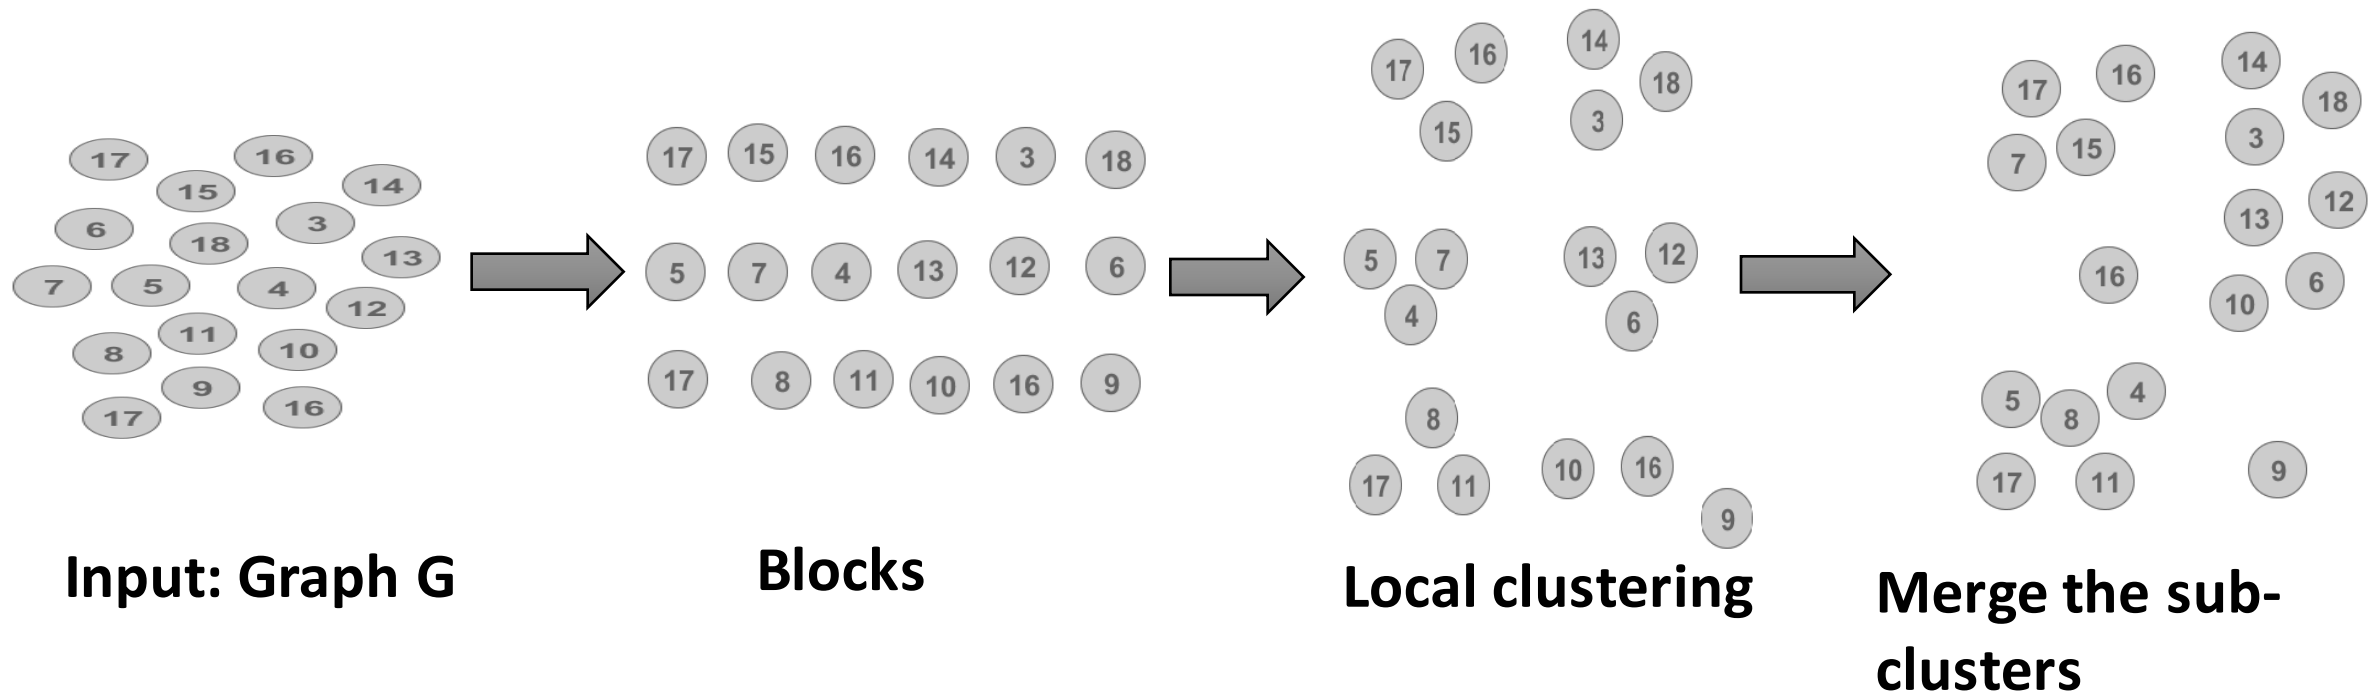 17 16
15 14
6 18 3
13
7 5 4
12
11
8 10
9
17 16
Input: Graph G
17 15 16 14 3 18
5 7 4 13 12 6
17 8 11 10 16 9
Blocks
17 16 14
18
15 3
5 7 13 12
4 6
8
17 11 10 16
9
Local clustering
17 16 14
18
7 15 3
13 12
16
10 6
5 8 4
17 11 9
Merge the sub-
clusters